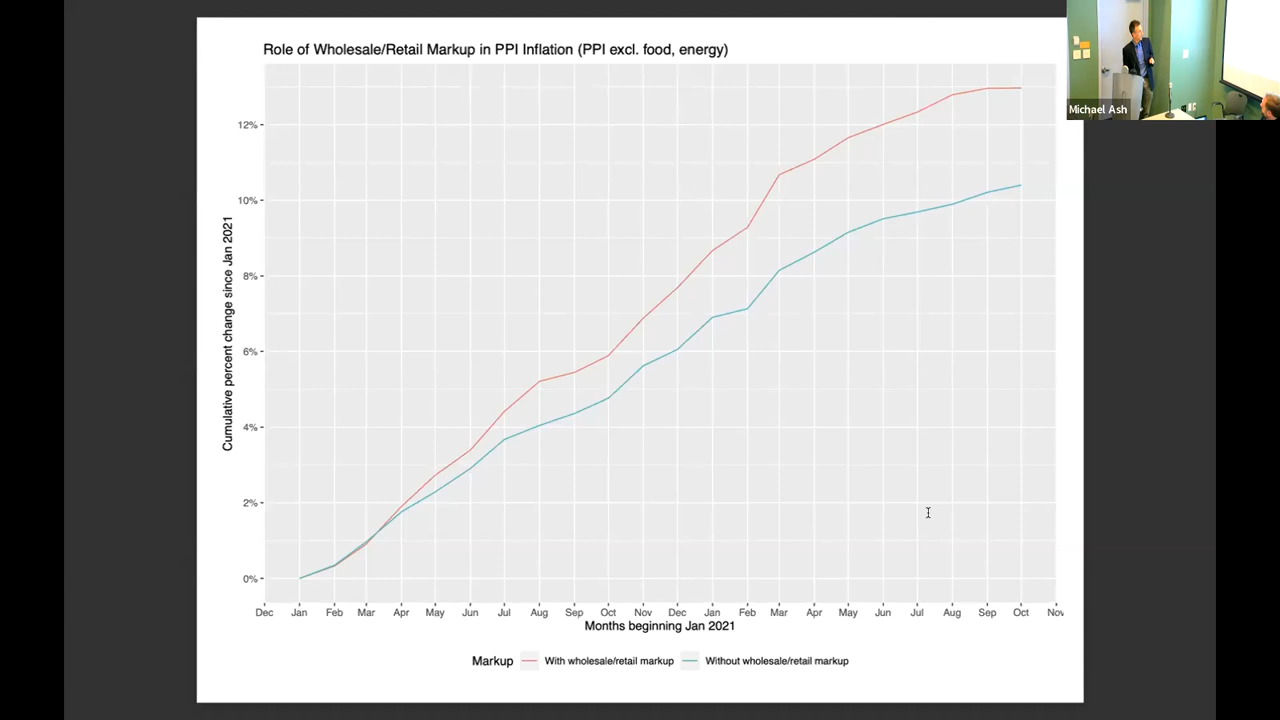 Role of Wholesale/Retail Markup in PPI Inflation (PPI excl. food, energy)
Michael Ash
Cumulative percent change since Jan 2021
12%
10%
8%
6%
4%
2%
0%
Dec Jan Feb Mar Apr May Jun Jul Aug Sep Oct Nov Dec Jan Feb Mar Apr May Jun Jul Aug Sep Oct Nov
Months beginning Jan 2021
Markup With wholesale/retail markup Without wholesale/retail markup